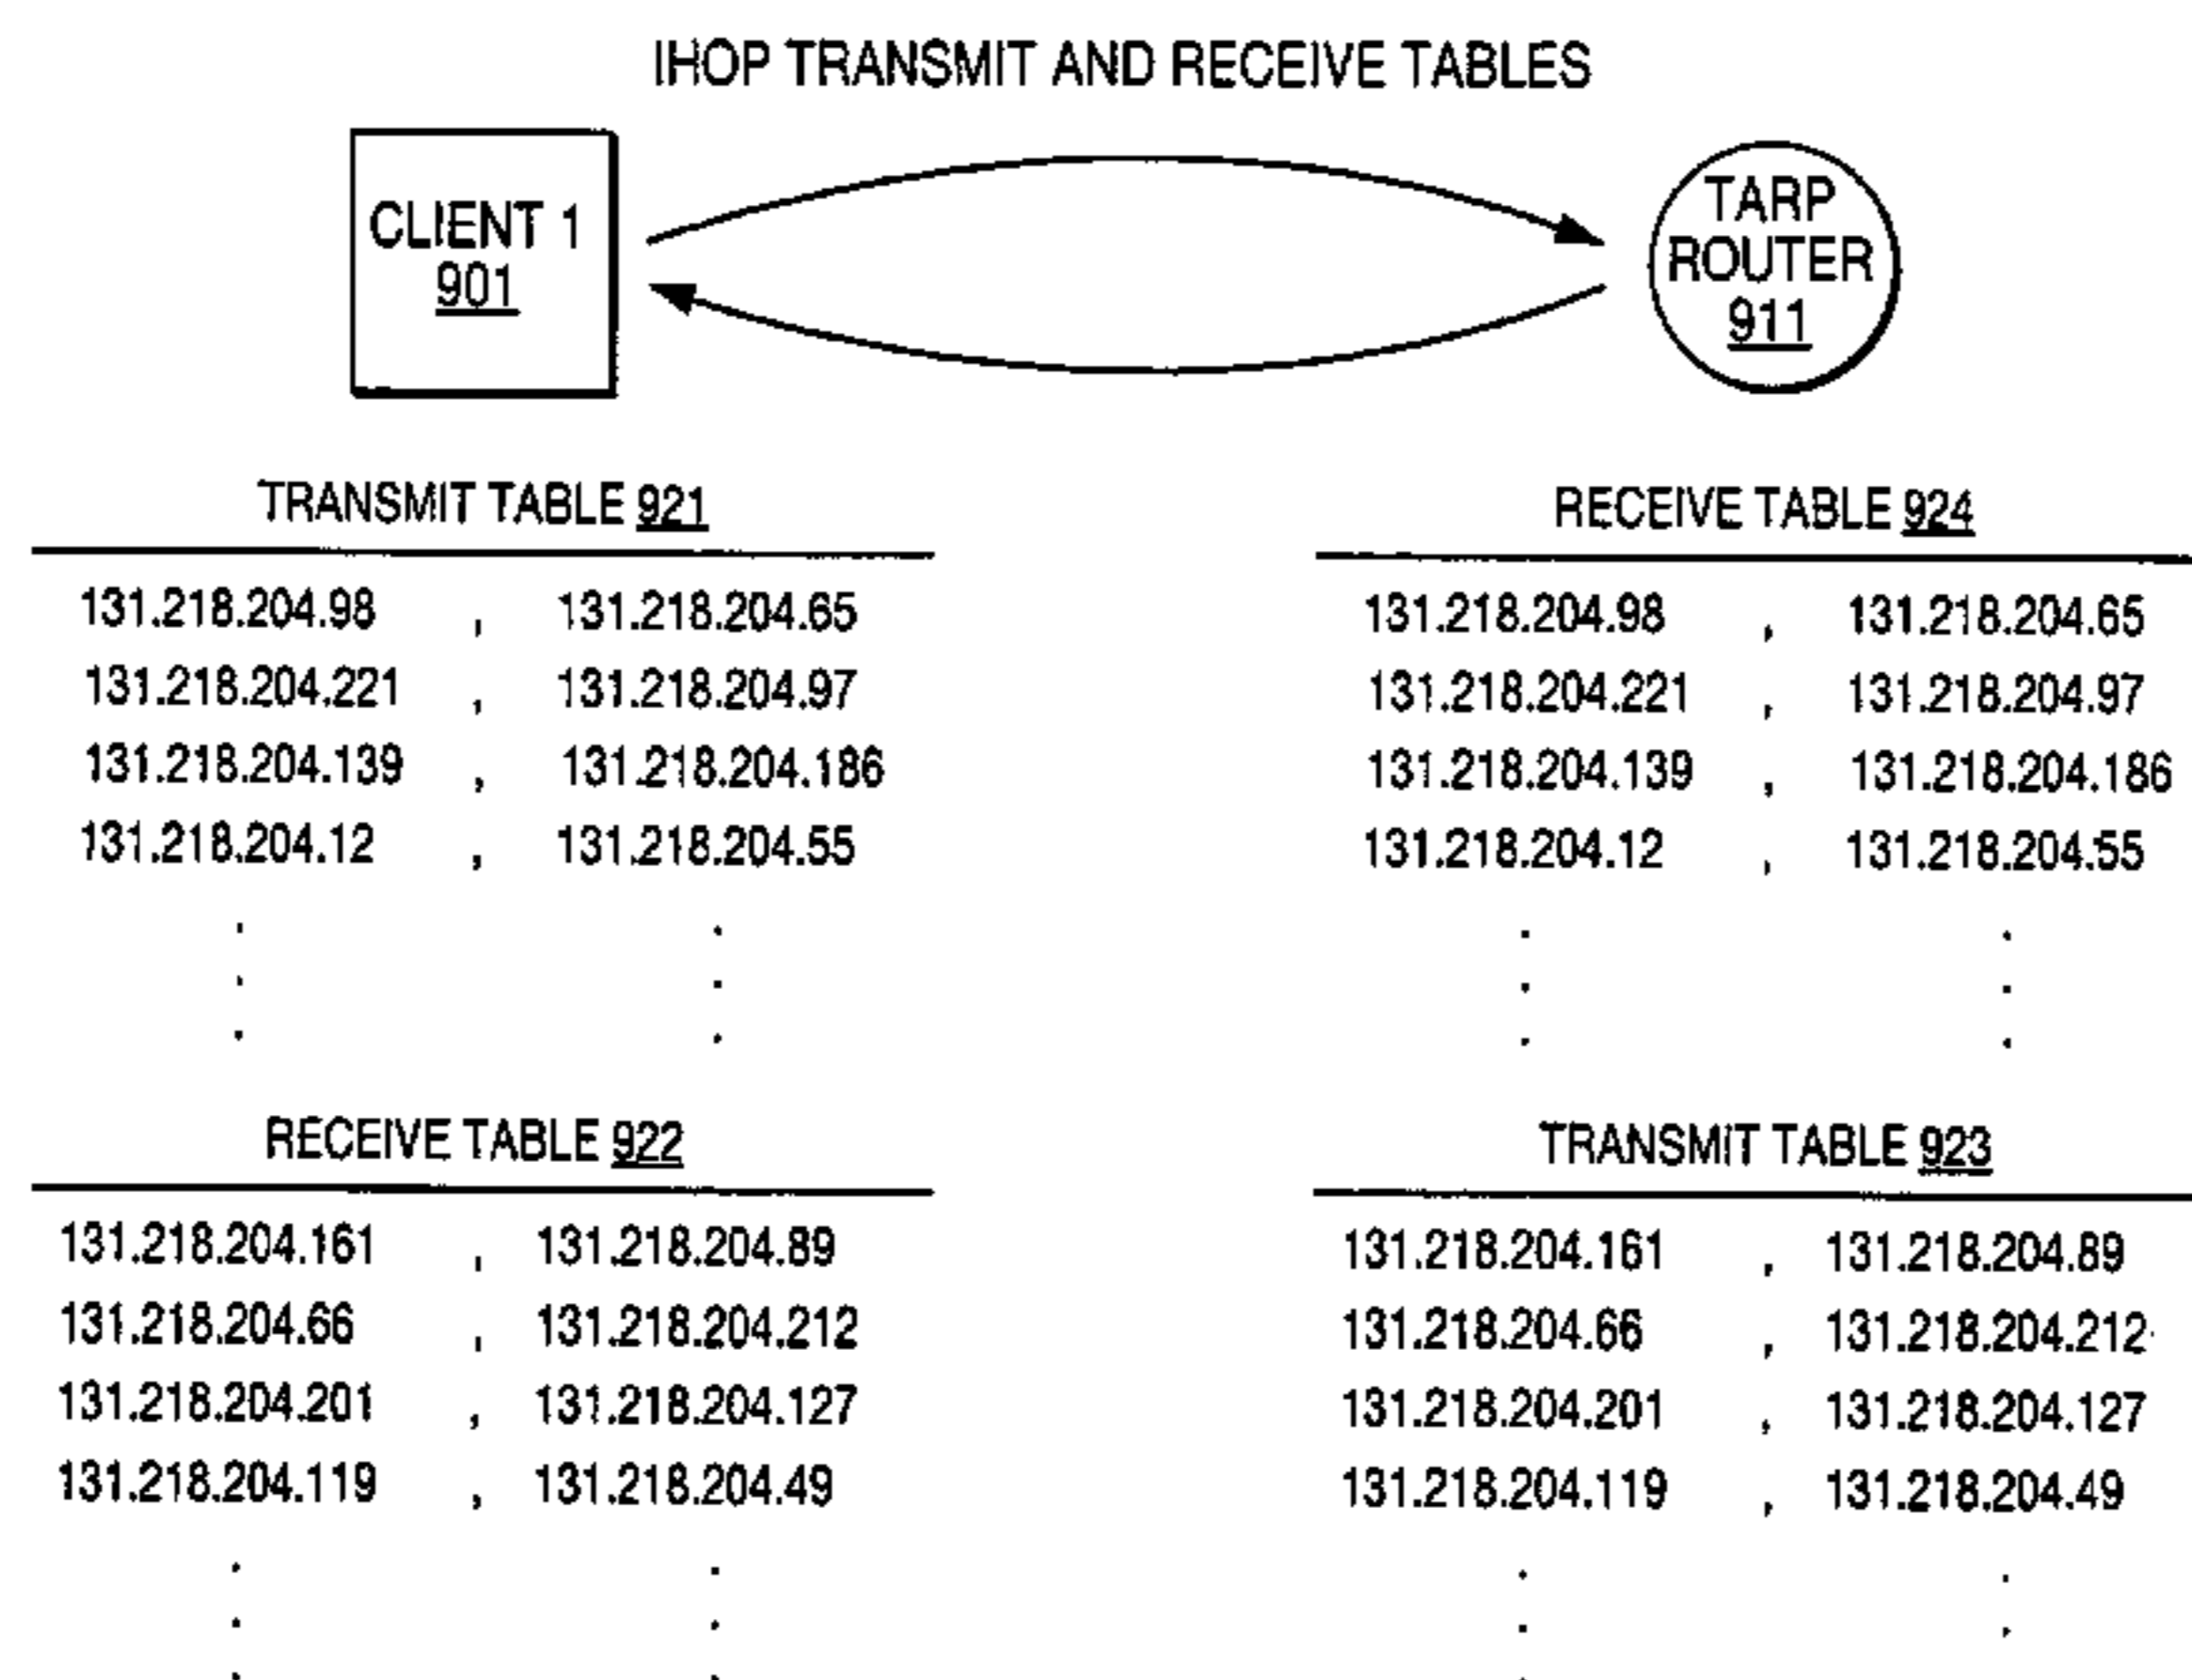 IHOP TRANSMIT AND RECEIVE TABLES
CLIENT 1
901
TARP
ROUTER
911
TRANSMIT TABLE 921
131.218.204.98 , 131.218.204.65
131.218.204.221 , 131.218.204.97
131.218.204.139 , 131.218.204.186
131.218.204.12 , 131.218.204.55
RECEIVE TABLE 924
131.218.204.98 , 131.218.204.65
131.218.204.221 , 131.218.204.97
131.218.204.139 , 131.218.204.186
131.218.204.12 , 131.218.204.55
RECEIVE TABLE 922
131.218.204.161 , 131.218.204.89
131.218.204.66 , 131.218.204.212
131.218.204.201 , 131.218.204.127
131.218.204.119 , 131.218.204.49
TRANSMIT TABLE 923
131.218.204.161 , 131.218.204.89
131.218.204.66 , 131.218.204.212
131.218.204.201 , 131.218.204.127
131.218.204.119 , 131.218.204.49